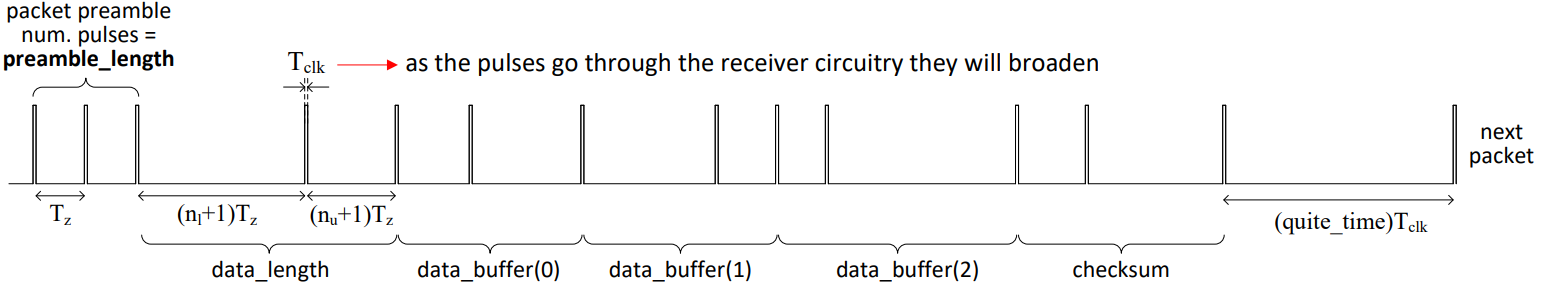 packet preamble
num. pulses =
preamble_length
Tclk
as the pulses go through the receiver circuitry they will broaden
next
packet
Tz
(nl+1)Tz
(nu+1)Tz
(quite_time)Tclk
data_length
data_buffer(0)
data_buffer(1)
data_buffer(2)
checksum